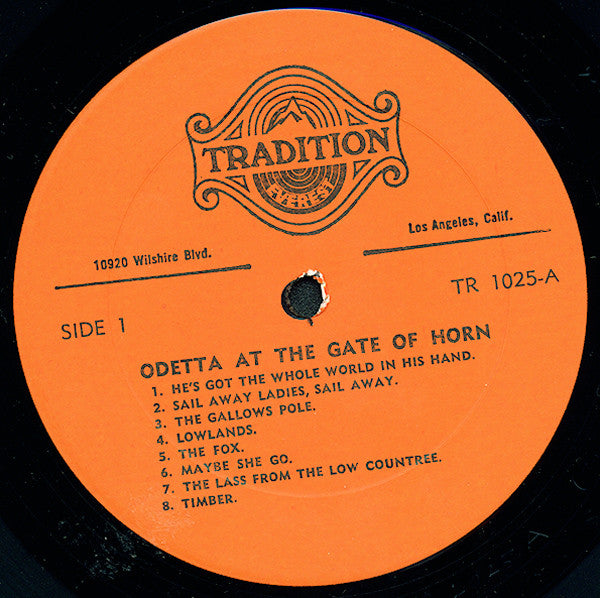 TRADITION
EVEREST
10920 Wilshire Blvd.
Los Angeles, Calif.
TR 1025-A
SIDE 1
ODETTA AT THE GATE OF HORN
1. HE'S GOT THE WHOLE WORLD IN HIS HAND.
2. SAIL AWAY LADIES, SAIL AWAY.
3. THE GALLOWS POLE.
4. LOWLANDS.
5. THE FOX.
6. MAYBE SHE GO.
7. THE LASS FROM THE LOW COUNTREE.
8. TIMBER.